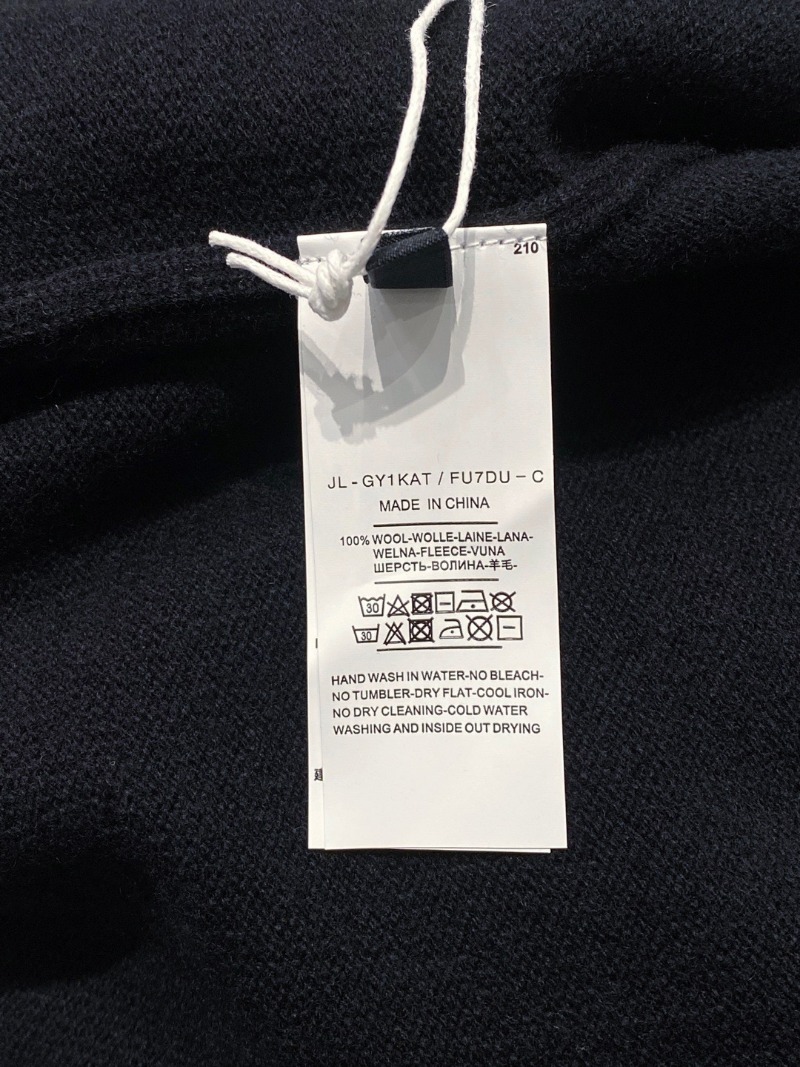 210
JL-GY1KAT / FU7DU-C
MADE IN CHINA
100% WOOL-WOLLE-LAINE-LANA-
WELNA-FLEECE-VUNA
ШЕРСТЬ-ВОЛИНА-羊毛-
30
30
HAND WASH IN WATER-NO BLEACH-
NO TUMBLER-DRY FLAT-COOL IRON-
NO DRY CLEANING-COLD WATER
WASHING AND INSIDE OUT DRYING